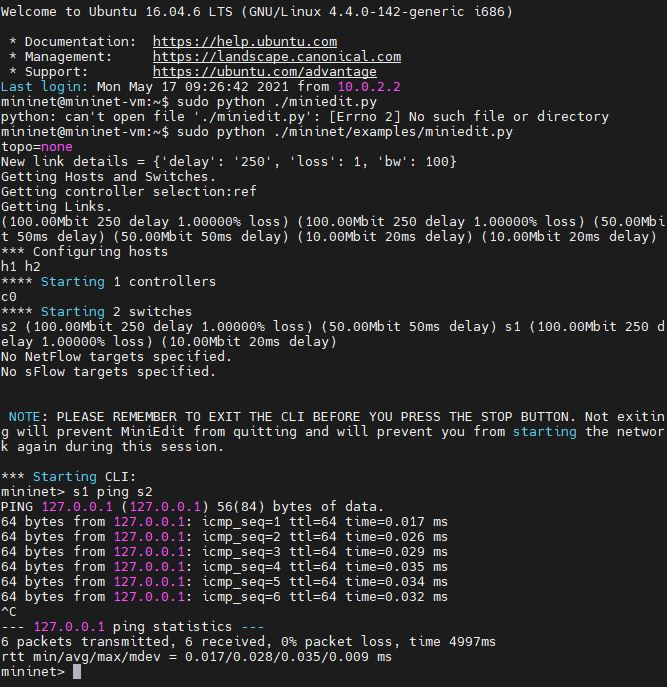 Welcome to Ubuntu 16.04.6 LTS (GNU/Linux 4.4.0-142-generic i686)
* Documentation:  https://help.ubuntu.com
* Management:     https://landscape.canonical.com
* Support:        https://ubuntu.com/advantage
Last login: Mon May 17 09:26:42 2021 from 10.0.2.2
mininet@mininet-vm:~$ sudo python ./miniedit.py
python: can't open file './miniedit.py': [Errno 2] No such file or directory
mininet@mininet-vm:~$ sudo python ./mininet/examples/miniedit.py
topo=none
New link details = {'delay': '250', 'loss': 1, 'bw': 100}
Getting Hosts and Switches.
Getting controller selection:ref
Getting Links.
(100.00Mbit 250 delay 1.00000% loss) (100.00Mbit 250 delay 1.00000% loss) (50.00Mbi
t 50ms delay) (50.00Mbit 50ms delay) (10.00Mbit 20ms delay) (10.00Mbit 20ms delay)
*** Configuring hosts
h1 h2
**** Starting 1 controllers
c0
**** Starting 2 switches
s2 (100.00Mbit 250 delay 1.00000% loss) (50.00Mbit 50ms delay) s1 (100.00Mbit 250 d
elay 1.00000% loss) (10.00Mbit 20ms delay)
No NetFlow targets specified.
No sFlow targets specified.
NOTE: PLEASE REMEMBER TO EXIT THE CLI BEFORE YOU PRESS THE STOP BUTTON. Not exitin
g will prevent MiniEdit from quitting and will prevent you from starting the networ
k again during this session.
*** Starting CLI:
mininet> s1 ping s2
PING 127.0.0.1 (127.0.0.1) 56(84) bytes of data.
64 bytes from 127.0.0.1: icmp_seq=1 ttl=64 time=0.017 ms
64 bytes from 127.0.0.1: icmp_seq=2 ttl=64 time=0.026 ms
64 bytes from 127.0.0.1: icmp_seq=3 ttl=64 time=0.029 ms
64 bytes from 127.0.0.1: icmp_seq=4 ttl=64 time=0.035 ms
64 bytes from 127.0.0.1: icmp_seq=5 ttl=64 time=0.034 ms
64 bytes from 127.0.0.1: icmp_seq=6 ttl=64 time=0.032 ms
^C
--- 127.0.0.1 ping statistics ---
6 packets transmitted, 6 received, 0% packet loss, time 4997ms
rtt min/avg/max/mdev = 0.017/0.028/0.035/0.009 ms
mininet>